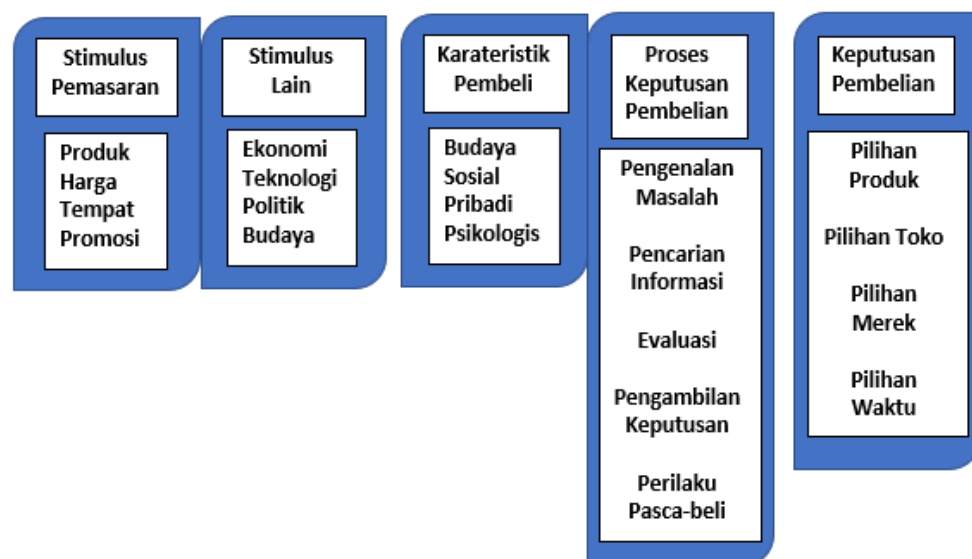 Stimulus
Pemasaran
Produk
Harga
Tempat
Promosi
Stimulus
Lain
Ekonomi
Teknologi
Politik
Budaya
Karateristik
Pembeli
Budaya
Sosial
Pribadi
Psikologis
Proses
Keputusan
Pembelian
Pengenalan
Masalah
Pencarian
Informasi
Evaluasi
Pengambilan
Keputusan
Perilaku
Pasca-beli
Keputusan
Pembelian
Pilihan
Produk
Pilihan Toko
Pilihan
Merek
Pilihan
Waktu